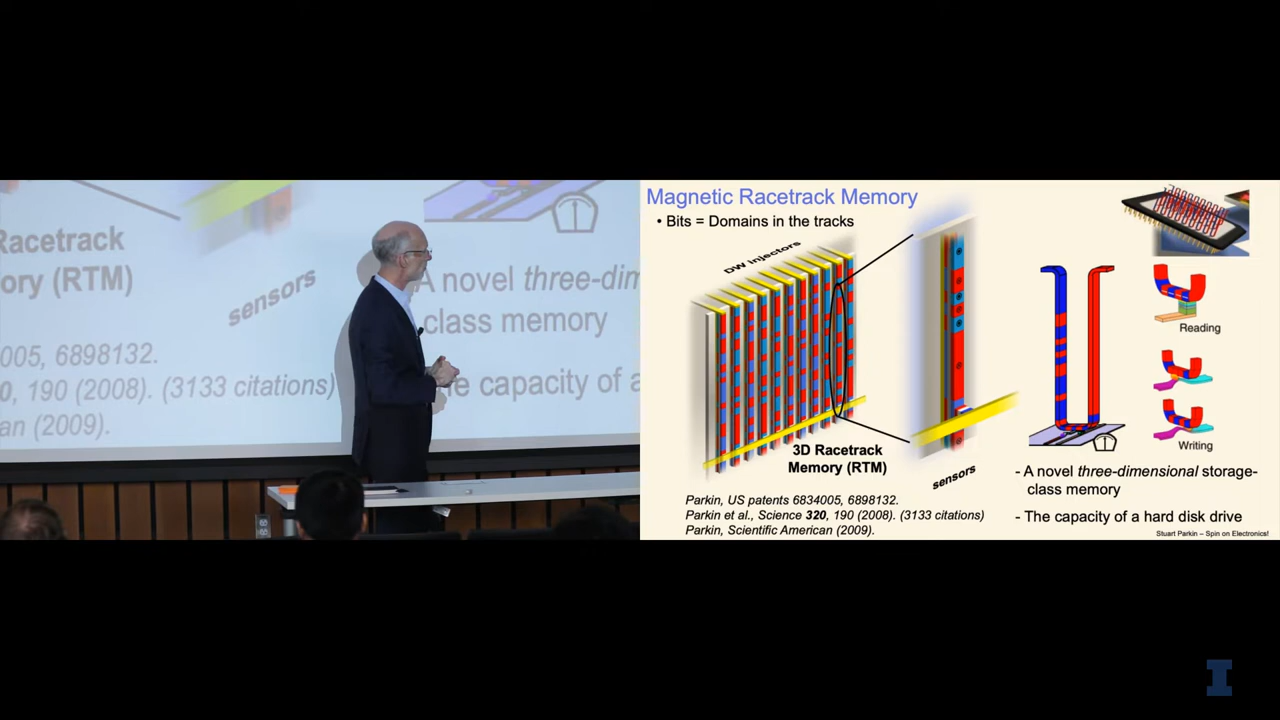 Racetrack
ory (RTM)
sensors
A novel three-dim
class memory
005, 6898132.
0, 190 (2008). (3133 citations)
e capacity of a
an (2009).
Magnetic Racetrack Memory
• Bits = Domains in the tracks
DW injectors
Reading
3D Racetrack
Memory (RTM)
sensors
Writing
- A novel three-dimensional storage-
class memory
- The capacity of a hard disk drive
Parkin, US patents 6834005, 6898132.
Parkin et al., Science 320, 190 (2008). (3133 citations)
Parkin, Scientific American (2009).
Stuart Parkin – Spin on Electronics!
I